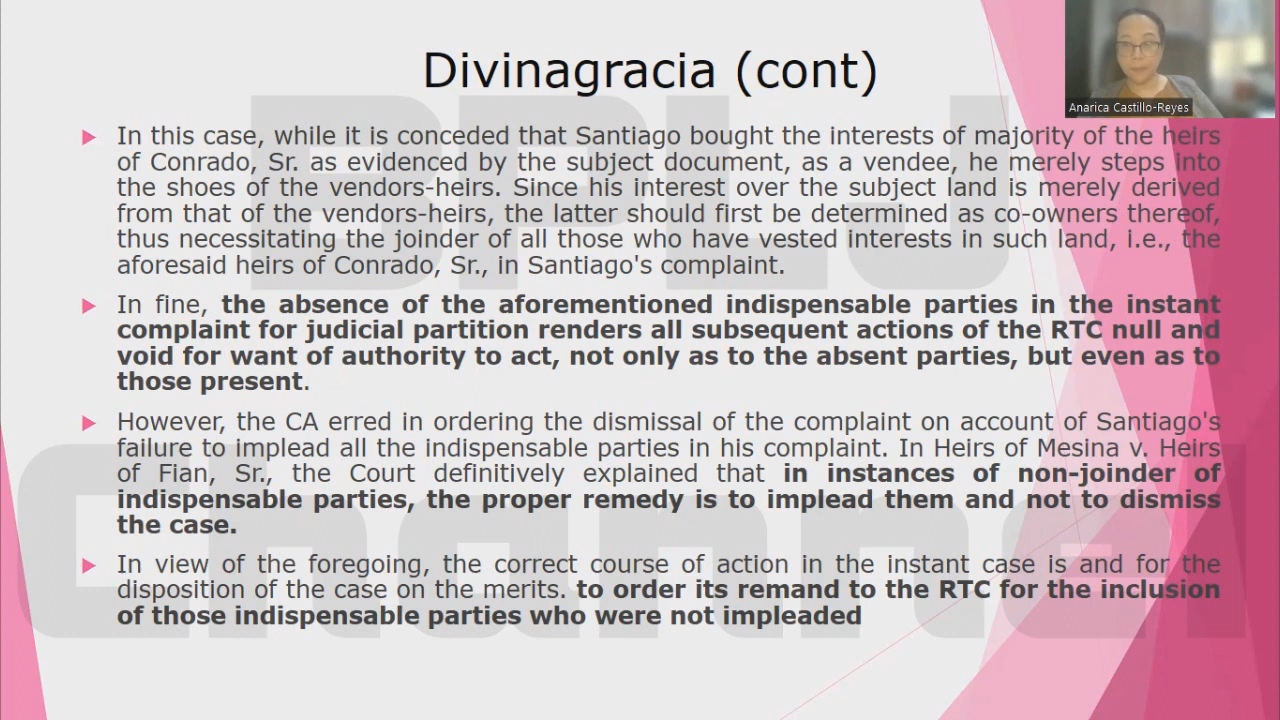 Divinagracia (cont)
Anarica Castillo-Reyes
In this case, while it is conceded that Santiago bought the interests of majority of the heirs
of Conrado, Sr. as evidenced by the subject document, as a vendee, he merely steps into
the shoes of the vendors-heirs. Since his interest over the subject land is merely derived
from that of the vendors-heirs, the latter should first be determined as co-owners thereof,
thus necessitating the joinder of all those who have vested interests in such land, i.e., the
aforesaid heirs of Conrado, Sr., in Santiago's complaint.
In fine, the absence of the aforementioned indispensable parties in the instant
complaint for judicial partition renders all subsequent actions of the RTC null and
void for want of authority to act, not only as to the absent parties, but even as to
those present.
However, the CA erred in ordering the dismissal of the complaint on account of Santiago's
failure to implead all the indispensable parties in his complaint. In Heirs of Mesina v. Heirs
of Fian, Sr., the Court definitively explained that in instances of non-joinder of
indispensable parties, the proper remedy is to implead them and not to dismiss
the case.
In view of the foregoing, the correct course of action in the instant case is and for the
disposition of the case on the merits. to order its remand to the RTC for the inclusion
of those indispensable parties who were not impleaded
BPLJ
Channel